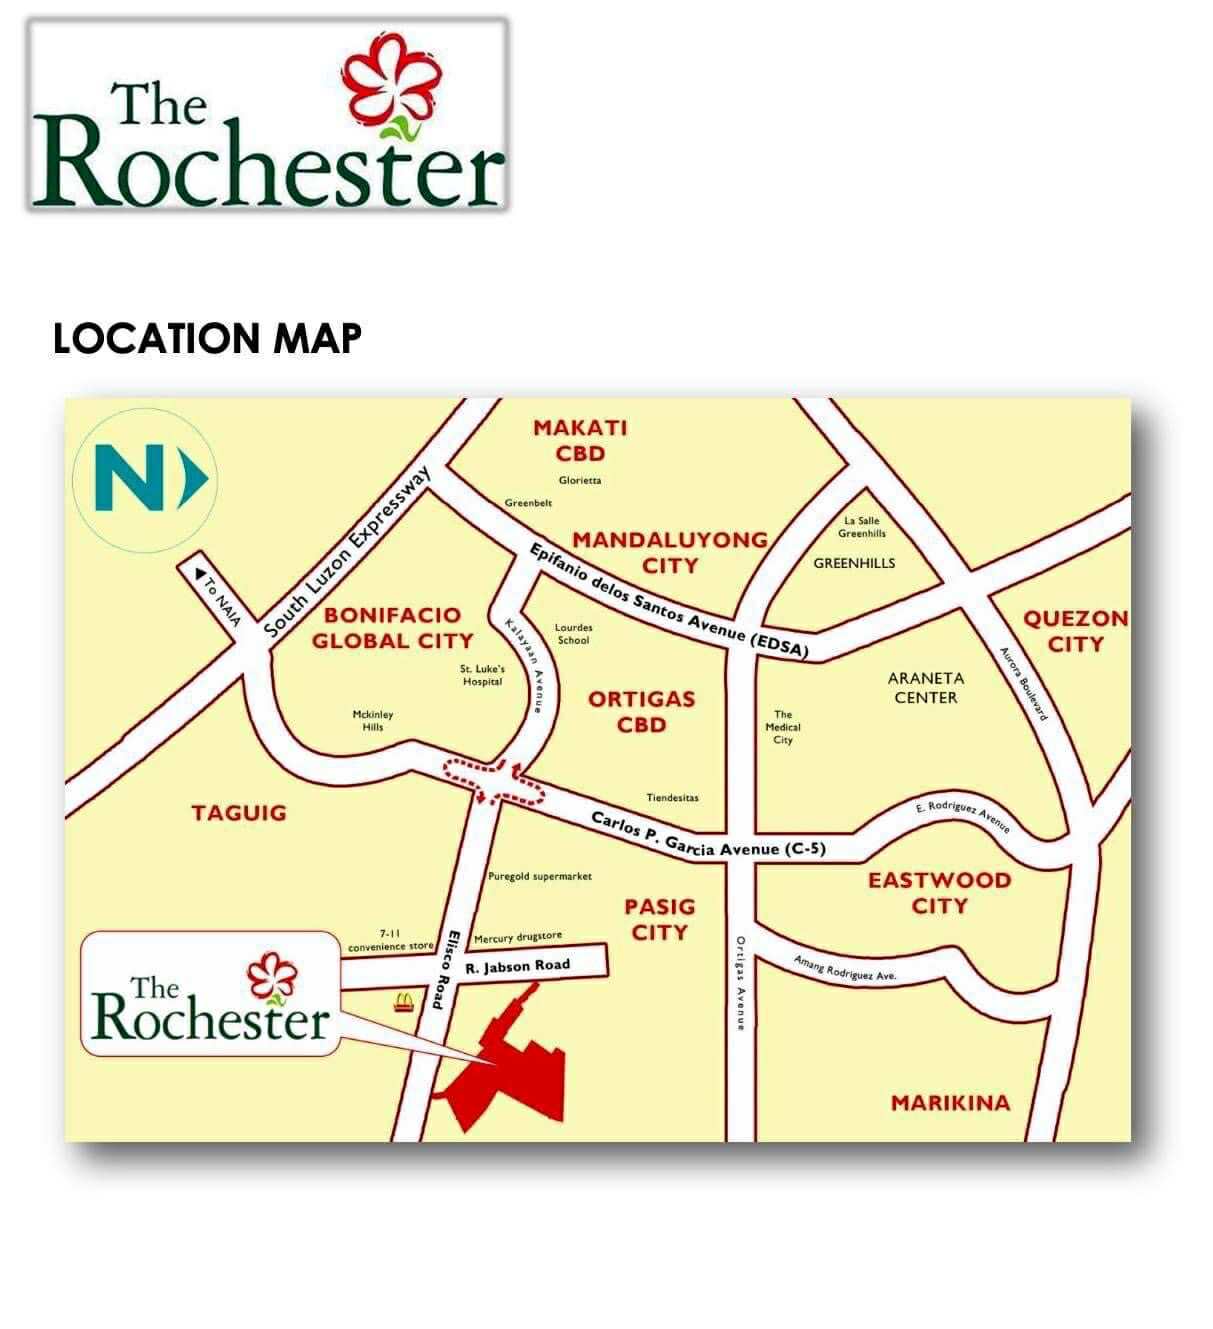 The
Rochester
LOCATION MAP
N
MAKATI
CBD
Glorietta
Greenbelt
South Luzon Expressway
To NAIA
MANDALUYONG
CITY
La Salle
Greenhills
GREENHILLS
Epifanio delos Santos Avenue (EDSA)
BONIFACIO
GLOBAL CITY
Kalayaan Avenue
Lourdes
School
QUEZON
CITY
St. Luke's
Hospital
ORTIGAS
CBD
ARANETA
CENTER
Aurora Boulevard
Mckinley
Hills
The
Medical
City
TAGUIG
Tiendesitas
E. Rodriguez Avenue
Carlos P. Garcia Avenue (C-5)
Puregold supermarket
EASTWOOD
CITY
PASIG
CITY
7-11
convenience store
Elisco Road
Mercury drugstore
R. Jabson Road
Ortigas Avenue
Amang Rodriguez Ave.
The
Rochester
MARIKINA